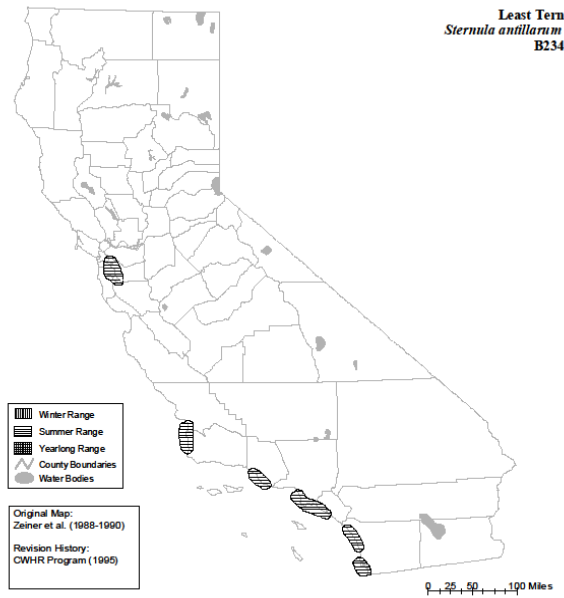 Least Tern
Sternula antillarum
B234
Winter Range
Summer Range
Yearlong Range
County Boundaries
Water Bodies
Original Map:
Zeiner et al. (1988-1990)
Revision History:
CWHR Program (1995)
0 25 50 100 Miles